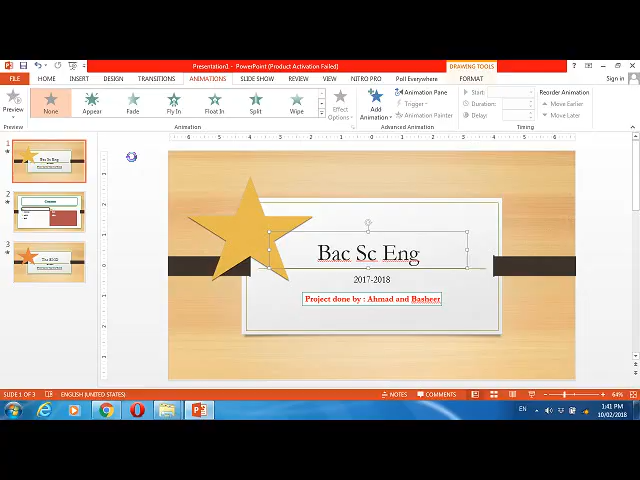 Presentation1 - PowerPoint (Product Activation Failed)
DRAWING TOOLS
FILE HOME INSERT DESIGN TRANSITIONS ANIMATIONS SLIDE SHOW REVIEW VIEW NITRO PRO Poll Everywhere FORMAT Sign in
Preview None Appear Fade Fly In Float In Split Wipe Effect Options Add Animation Animation Pane Start: Reorder Animation
Trigger Duration: Move Earlier
Animation Painter Delay: Move Later
Preview Animation Advanced Animation Timing
1
2
3
Bac Sc Eng
2017-2018
Project done by : Ahmad and Basheer
SLIDE 1 OF 3 ENGLISH (UNITED STATES) NOTES COMMENTS 64%
EN 1:41 PM
10/02/2018